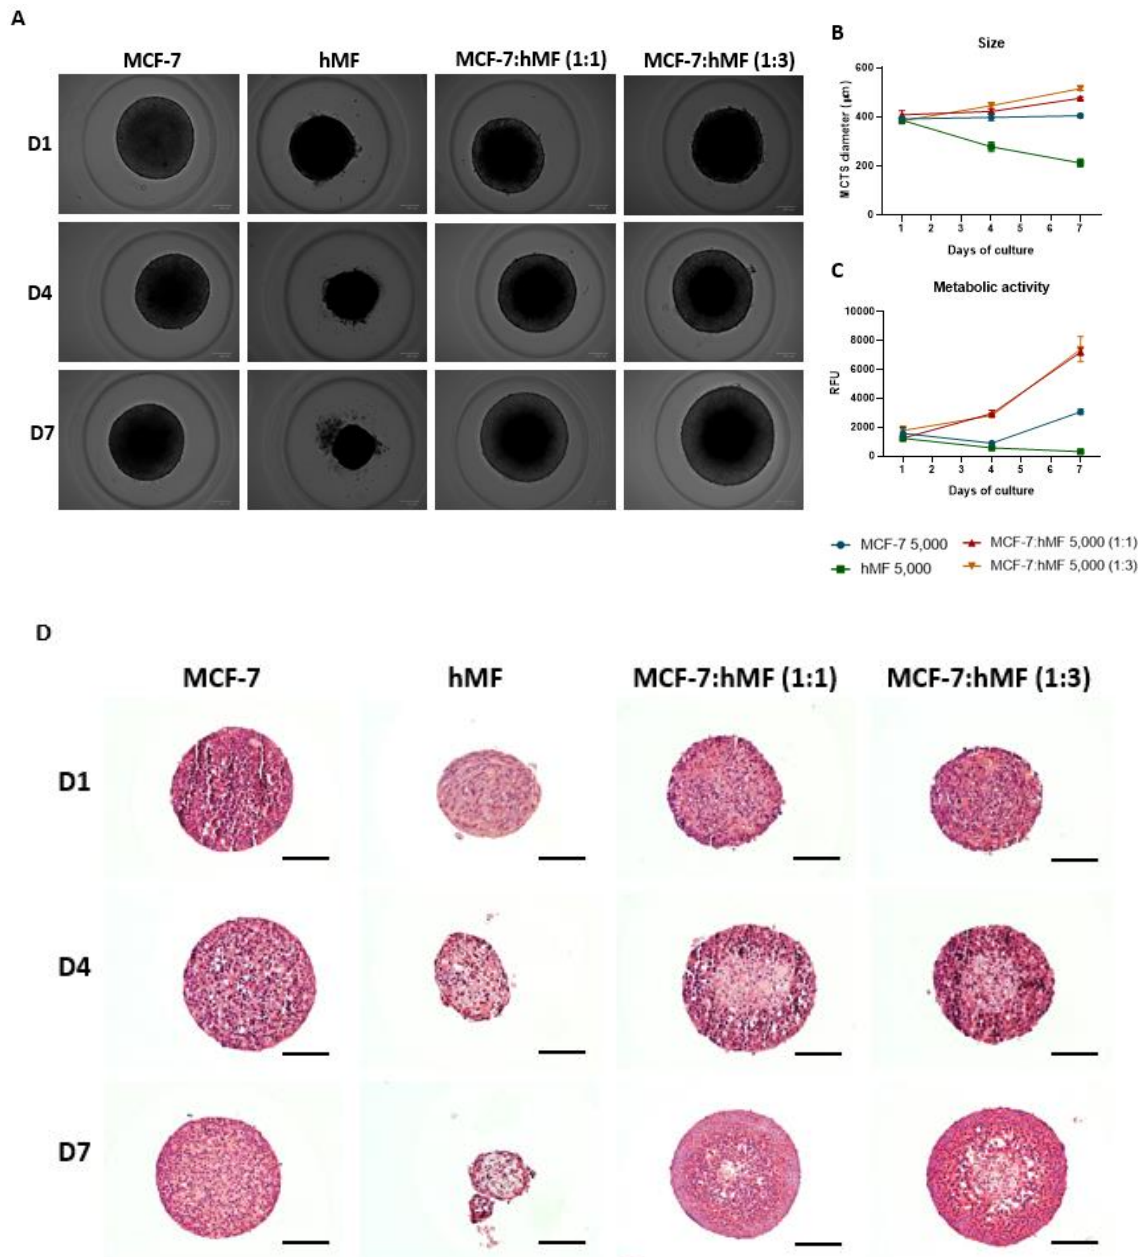 A
MCF-7 hMF MCF-7:hMF (1:1) MCF-7:hMF (1:3)
D1
D4
D7
B
Size
600
400
200
0
MCTS diameter (μm)
1 2 3 4 5 6 7
Days of culture
C
Metabolic activity
10000
8000
6000
4000
2000
0
RFU
1 2 3 4 5 6 7
Days of culture
MCF-7 5,000
hMF 5,000
MCF-7:hMF 5,000 (1:1)
MCF-7:hMF 5,000 (1:3)
D
MCF-7 hMF MCF-7:hMF (1:1) MCF-7:hMF (1:3)
D1
D4
D7